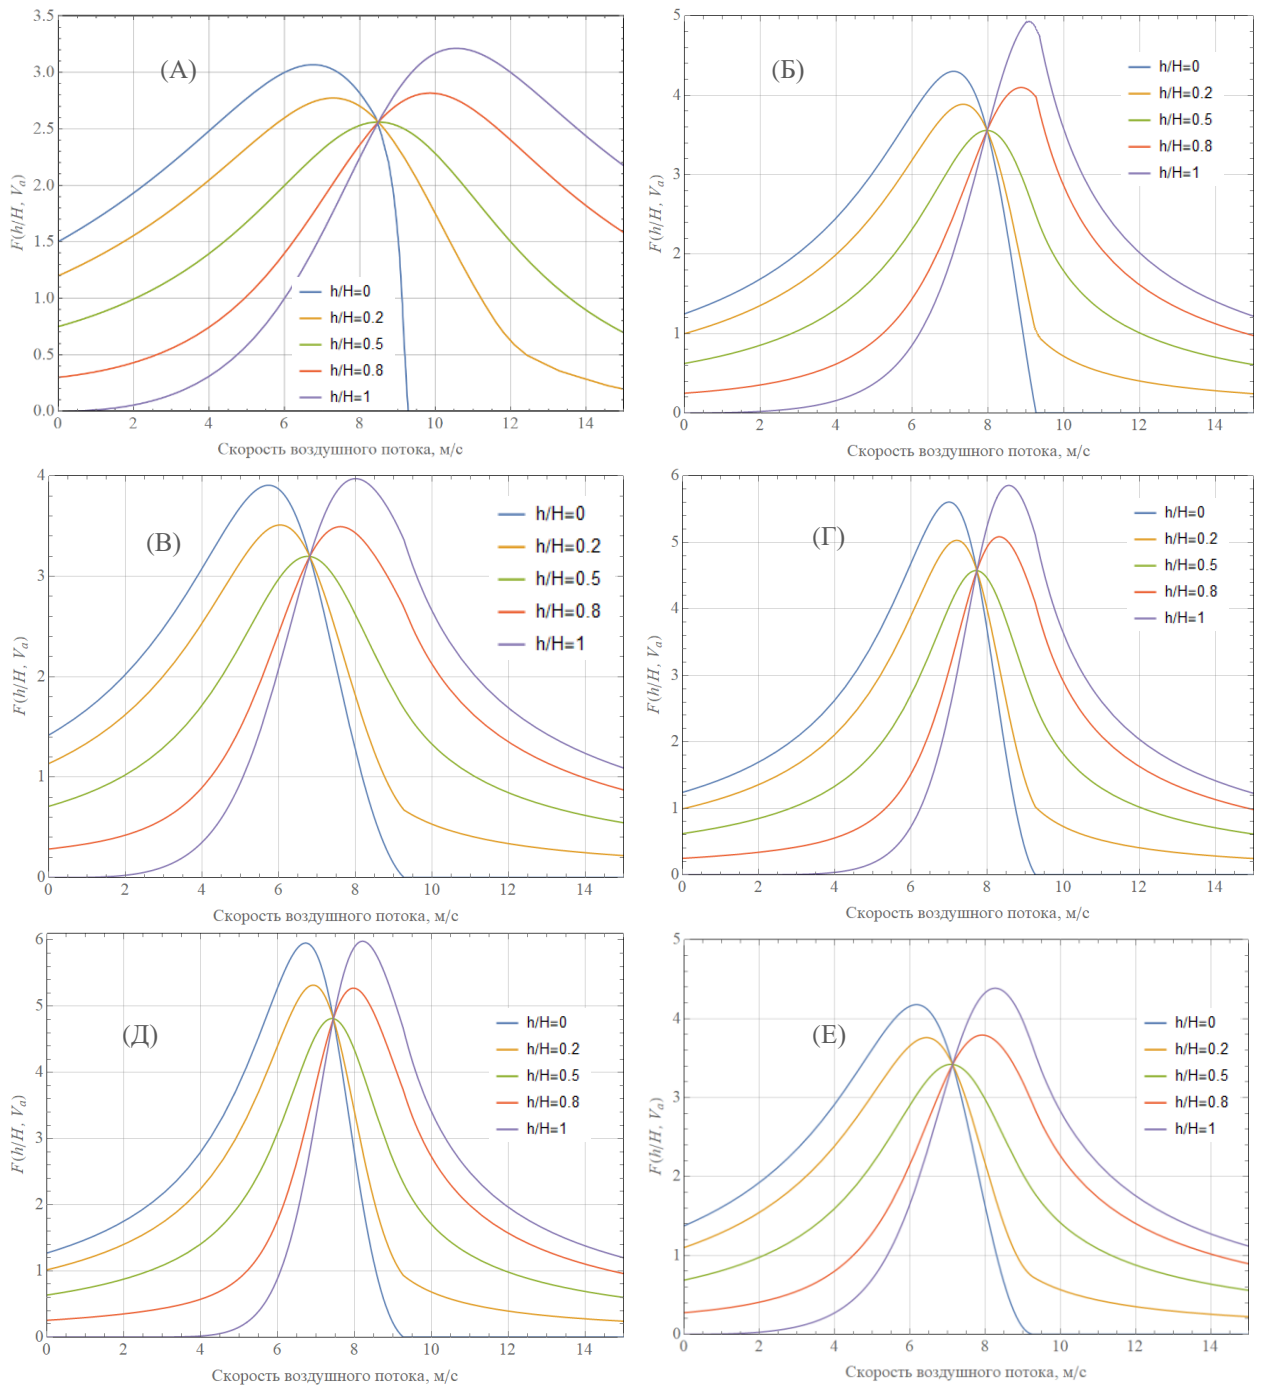 (А)
F(h/H, Va)
3.5
3.0
2.5
2.0
1.5
1.0
0.5
0.0
h/H=0
h/H=0.2
h/H=0.5
h/H=0.8
h/H=1
0 2 4 6 8 10 12 14
Скорость воздушного потока, м/с
(Б)
F(h/H, Va)
5
4
3
2
1
0
h/H=0
h/H=0.2
h/H=0.5
h/H=0.8
h/H=1
0 2 4 6 8 10 12 14
Скорость воздушного потока, м/с
(В)
F(h/H, Va)
4
3
2
1
0
h/H=0
h/H=0.2
h/H=0.5
h/H=0.8
h/H=1
0 2 4 6 8 10 12 14
Скорость воздушного потока, м/с
(Г)
F(h/H, Va)
6
5
4
3
2
1
0
h/H=0
h/H=0.2
h/H=0.5
h/H=0.8
h/H=1
0 2 4 6 8 10 12 14
Скорость воздушного потока, м/с
(Д)
F(h/H, Va)
6
5
4
3
2
1
0
h/H=0
h/H=0.2
h/H=0.5
h/H=0.8
h/H=1
0 2 4 6 8 10 12 14
Скорость воздушного потока, м/с
(Е)
F(h/H, Va)
5
4
3
2
1
0
h/H=0
h/H=0.2
h/H=0.5
h/H=0.8
h/H=1
0 2 4 6 8 10 12 14
Скорость воздушного потока, м/с